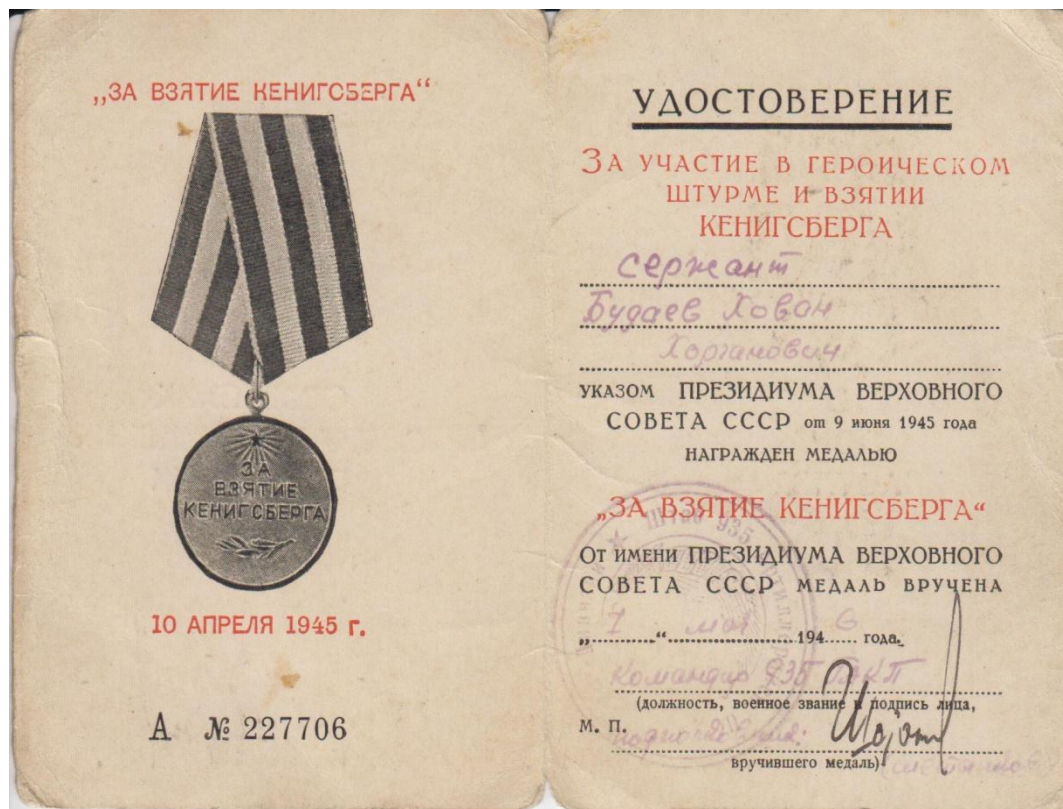 „ЗА ВЗЯТИЕ КЕНИГСБЕРГА“
ЗА
ВЗЯТИЕ
КЕНИГСБЕРГА
10 АПРЕЛЯ 1945 г.
А № 227706
УДОСТОВЕРЕНИЕ
ЗА УЧАСТИЕ В ГЕРОИЧЕСКОМ
ШТУРМЕ И ВЗЯТИИ
КЕНИГСБЕРГА
сержант
Будаев Хован
Хорганович
УКАЗОМ ПРЕЗИДИУМА ВЕРХОВНОГО
СОВЕТА СССР от 9 июня 1945 года
НАГРАЖДЕН МЕДАЛЬЮ
„ЗА ВЗЯТИЕ КЕНИГСБЕРГА“
Штаб 935
ОТ ИМЕНИ ПРЕЗИДИУМА ВЕРХОВНОГО
СОВЕТА СССР МЕДАЛЬ ВРУЧЕНА
„7“ мая 1946 года.
Командир 935
(должность, военное звание и подпись лица,
М. П.
вручившего медаль)